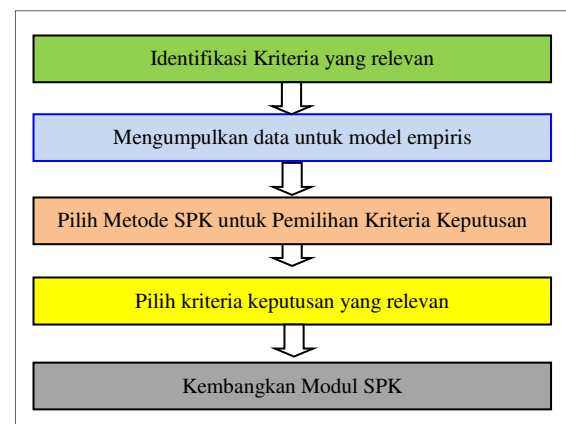 Identifikasi Kriteria yang relevan
Mengumpulkan data untuk model empiris
Pilih Metode SPK untuk Pemilihan Kriteria Keputusan
Pilih kriteria keputusan yang relevan
Kembangkan Modul SPK